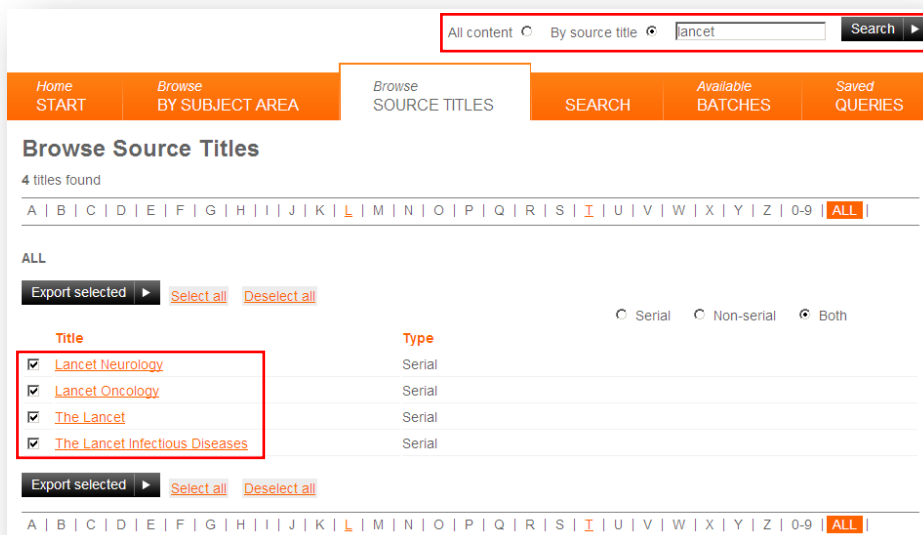 All content By source title lancet Search
Home Browse Browse Available Saved
START BY SUBJECT AREA SOURCE TITLES SEARCH BATCHES QUERIES
Browse Source Titles
4 titles found
A | B | C | D | E | F | G | H | I | J | K | L | M | N | O | P | Q | R | S | T | U | V | W | X | Y | Z | 0-9 | ALL |
ALL
Export selected Select all Deselect all
Serial Non-serial Both
Title Type
Lancet Neurology Serial
Lancet Oncology Serial
The Lancet Serial
The Lancet Infectious Diseases Serial
Export selected Select all Deselect all
A | B | C | D | E | F | G | H | I | J | K | L | M | N | O | P | Q | R | S | T | U | V | W | X | Y | Z | 0-9 | ALL |